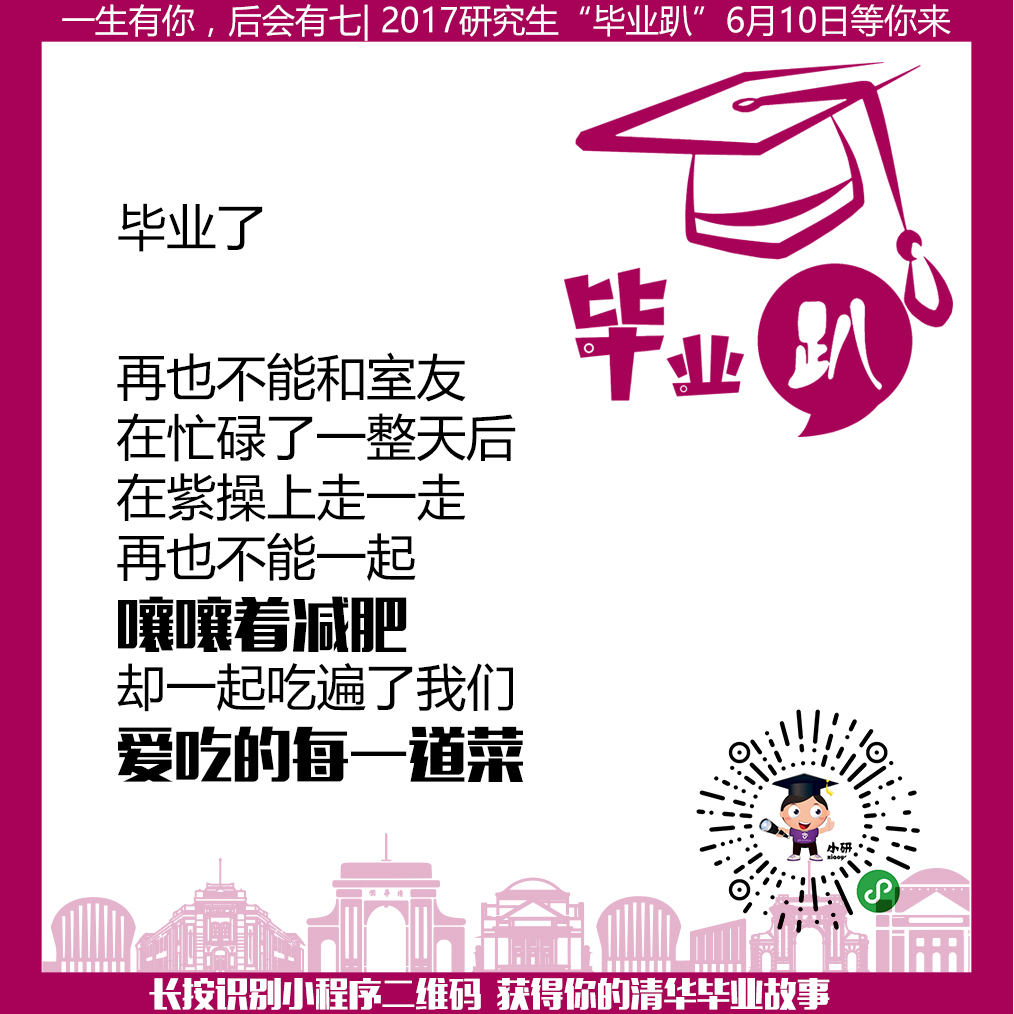 一生有你，后会有七| 2017研究生“毕业趴”6月10日等你来
毕业趴
毕业了
再也不能和室友
在忙碌了一整天后
在紫操上走一走
再也不能一起
嚷嚷着减肥
却一起吃遍了我们
爱吃的每一道菜
小研
长按识别小程序二维码 获得你的清华毕业故事